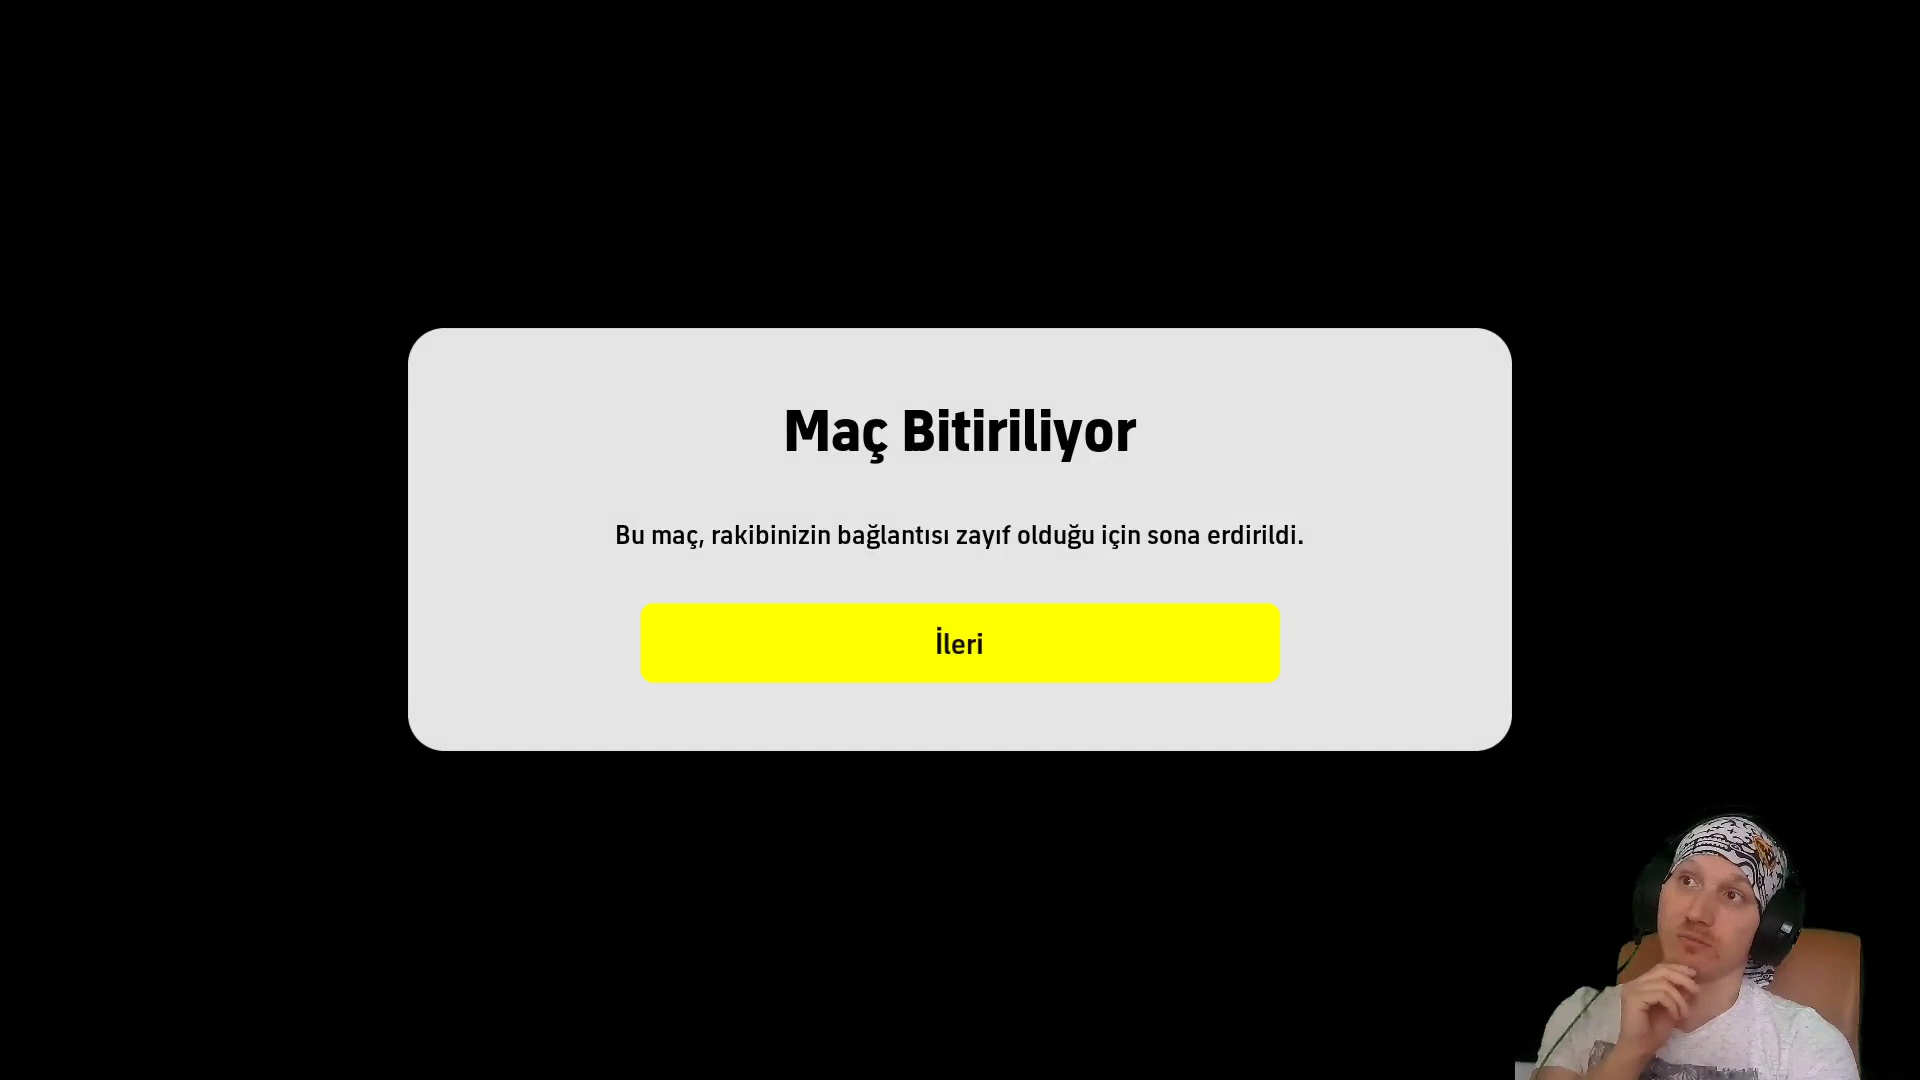 Maç Bitiriliyor
Bu maç, rakibinizin bağlantısı zayıf olduğu için sona erdirildi.
İleri